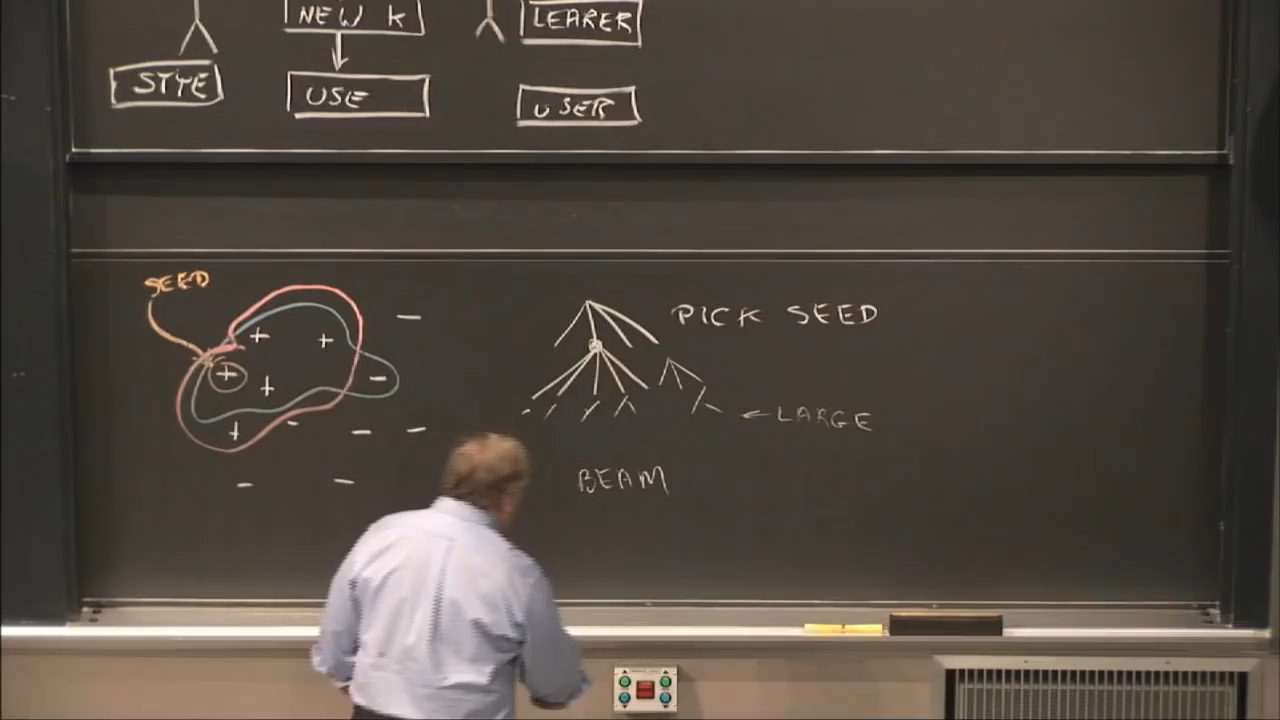 NEW K
LEARER
STYE
USE
USER
SEED
PICK SEED
← LARGE
BEAM